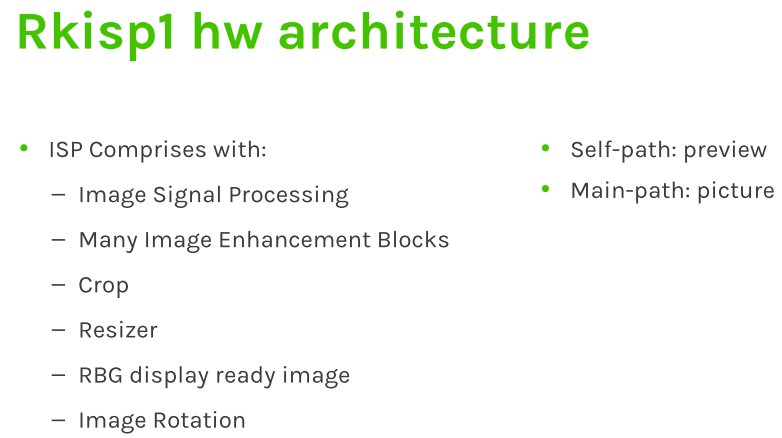 Rkisp1 hw architecture
• ISP Comprises with:
– Image Signal Processing
– Many Image Enhancement Blocks
– Crop
– Resizer
– RBG display ready image
– Image Rotation
• Self-path: preview
• Main-path: picture